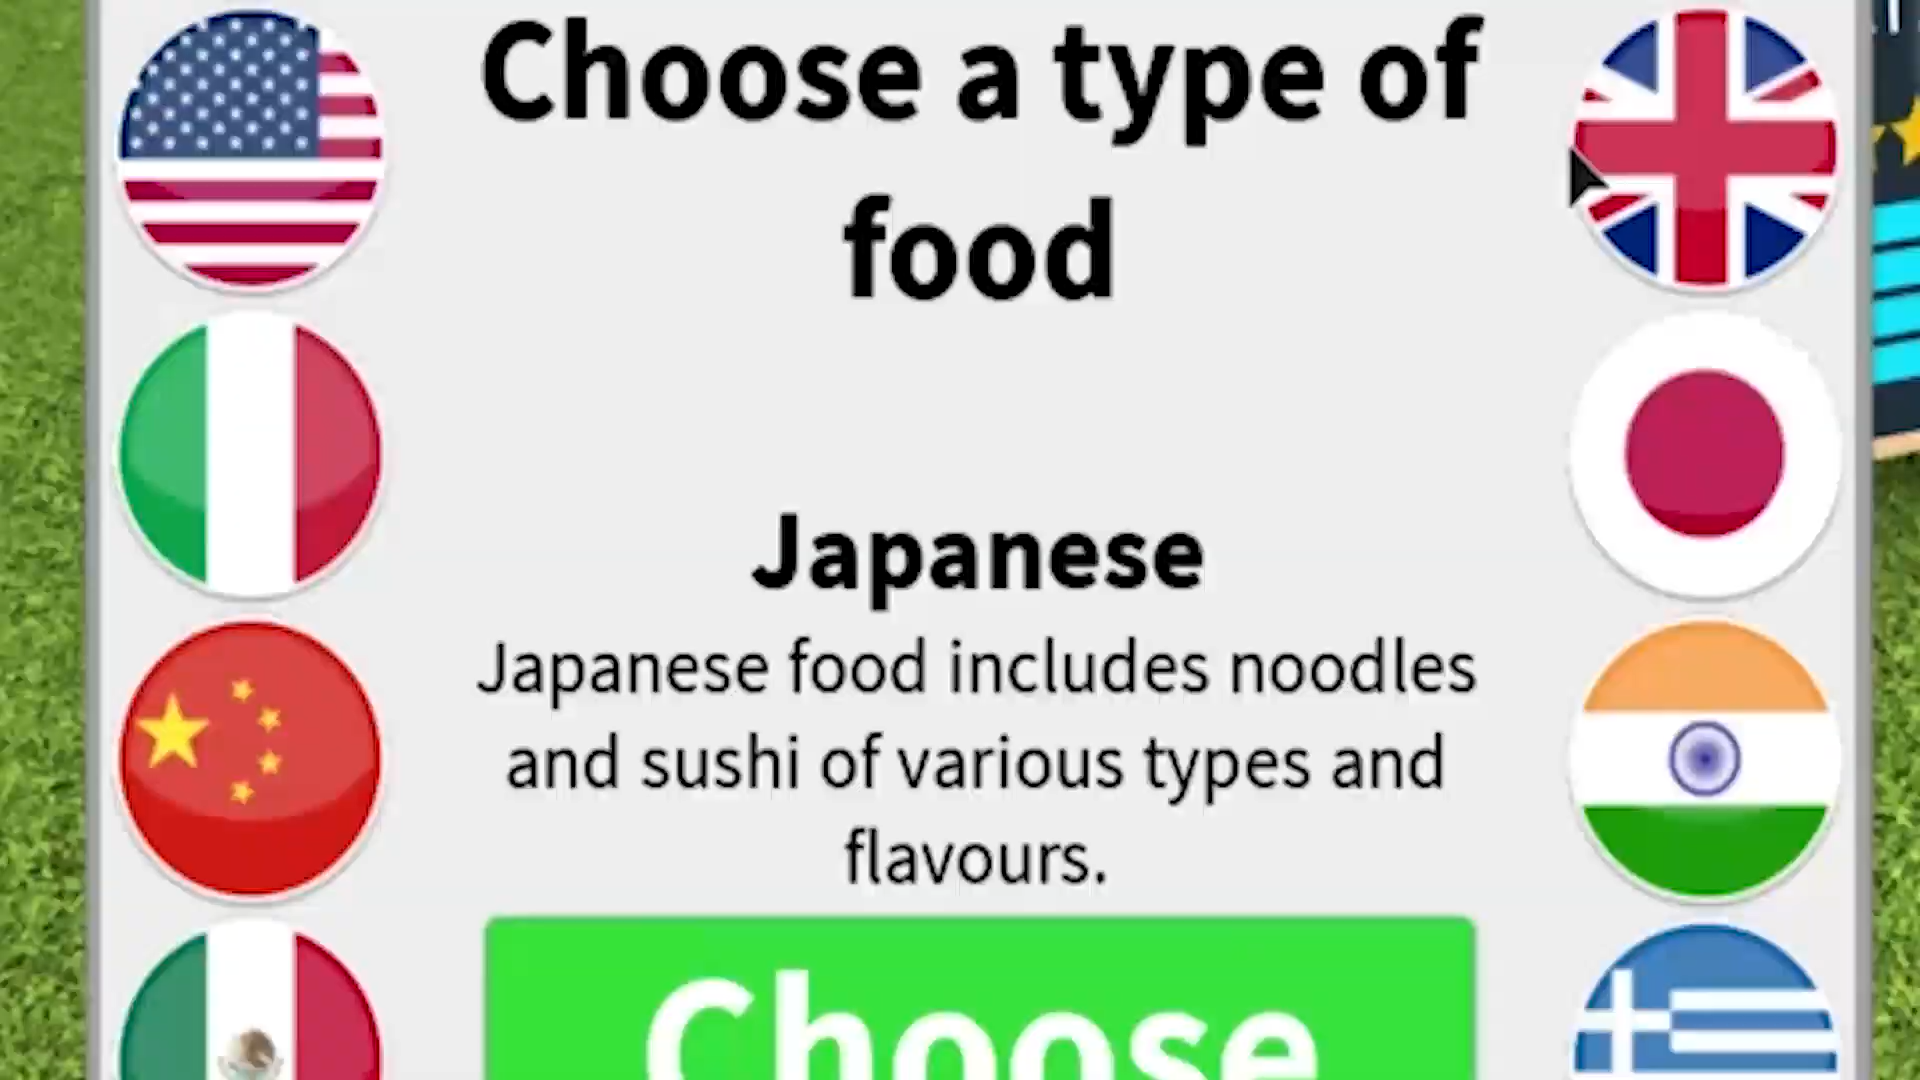 Choose a type of
food
Japanese
Japanese food includes noodles
and sushi of various types and
flavours.
Choose